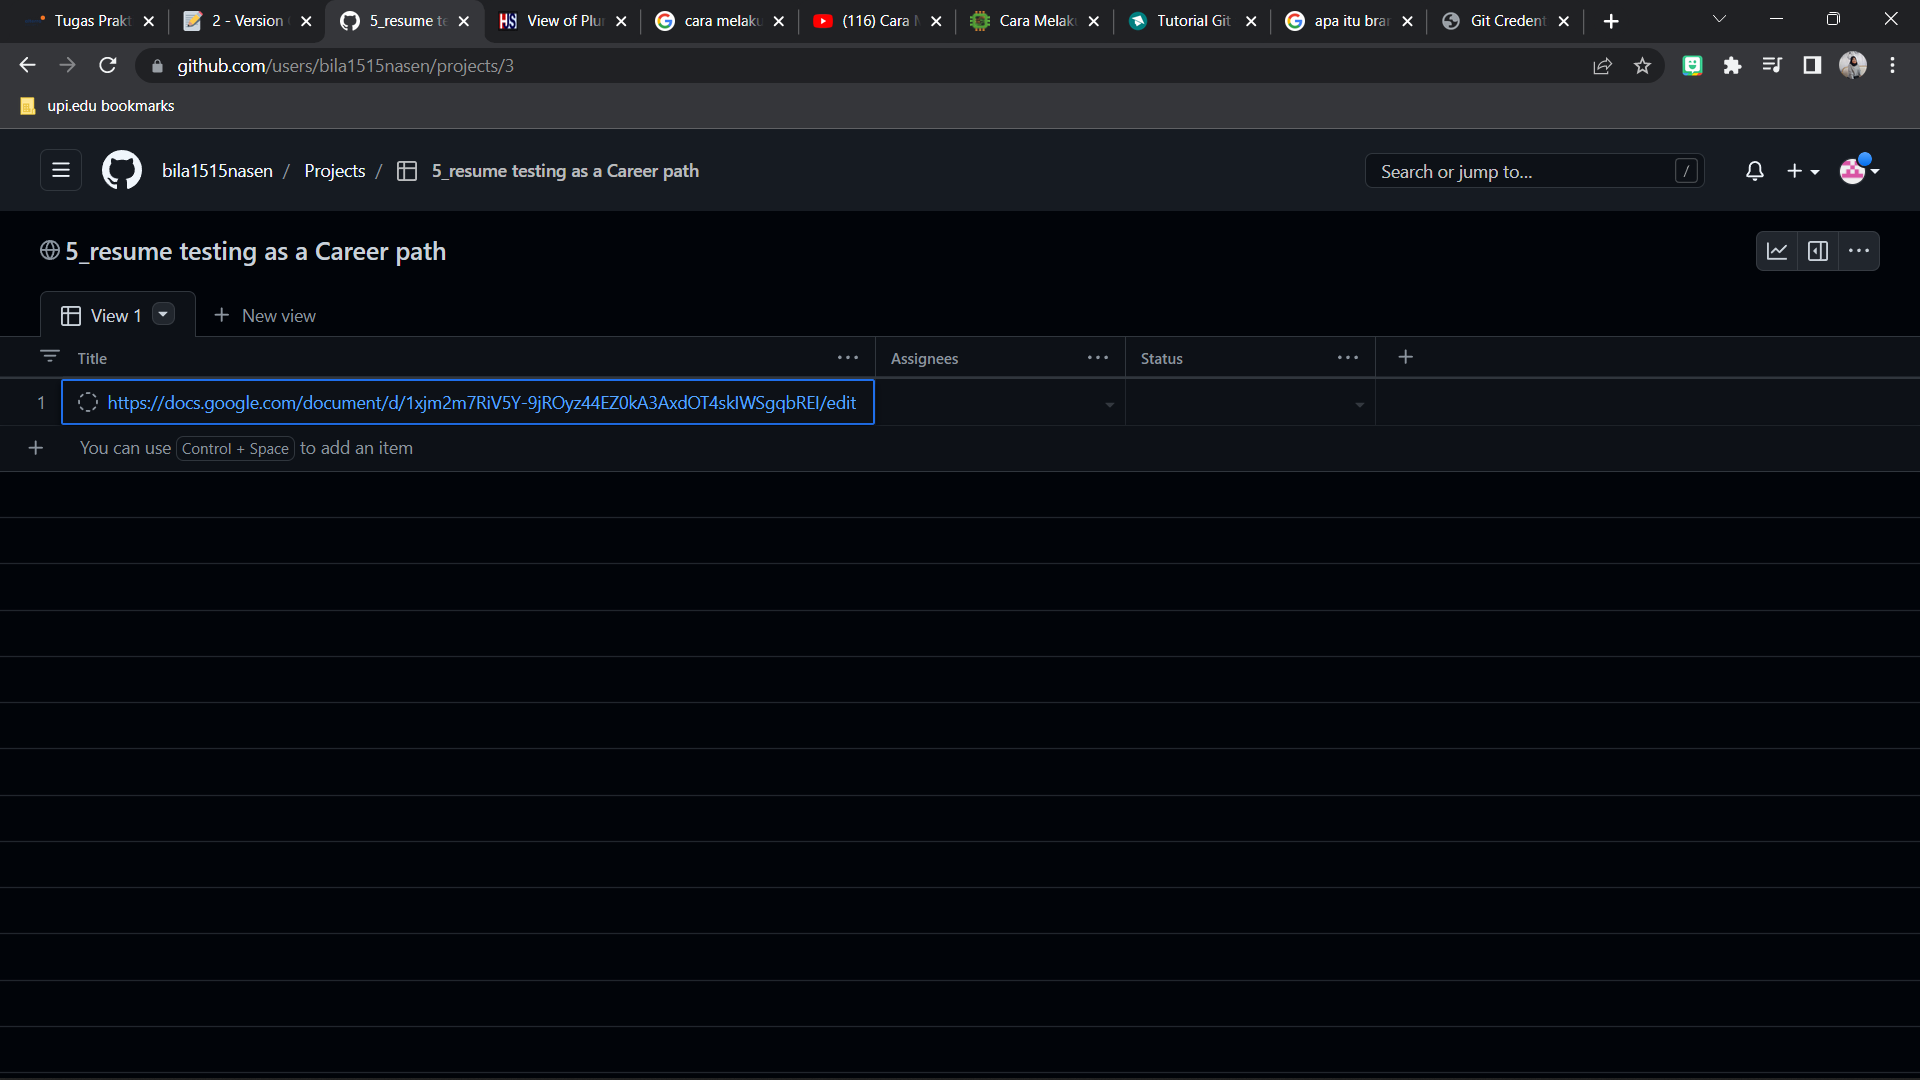 Tugas Prakt
2 - Version
5_resume te
View of Plu
cara melaku
(116) Cara
Cara Melak
Tutorial Git
apa itu bra
Git Credent
github.com/users/bila1515nasen/projects/3
upi.edu bookmarks
bila1515nasen / Projects / 5_resume testing as a Career path
Search or jump to... /
5_resume testing as a Career path
View 1
New view
Title
Assignees
Status
1 https://docs.google.com/document/d/1xjm2m7RiV5Y-9jROyz44EZ0kA3AxdOT4sklWSgqbREI/edit
You can use Control + Space to add an item